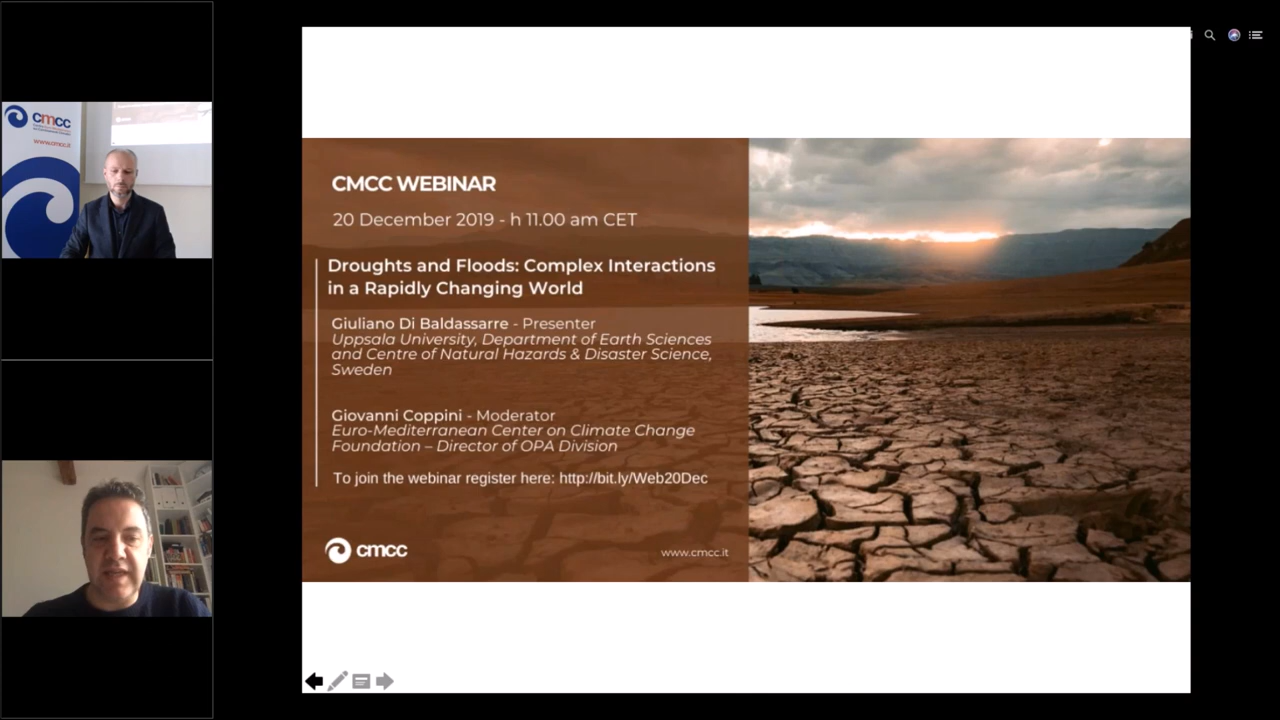 cmcc
www.cmcc.it
CMCC WEBINAR
20 December 2019 - h 11.00 am CET
Droughts and Floods: Complex Interactions
in a Rapidly Changing World
Giuliano Di Baldassarre - Presenter
Uppsala University, Department of Earth Sciences
and Centre of Natural Hazards & Disaster Science,
Sweden
Giovanni Coppini - Moderator
Euro-Mediterranean Center on Climate Change
Foundation – Director of OPA Division
To join the webinar register here: http://bit.ly/Web20Dec
cmcc
www.cmcc.it